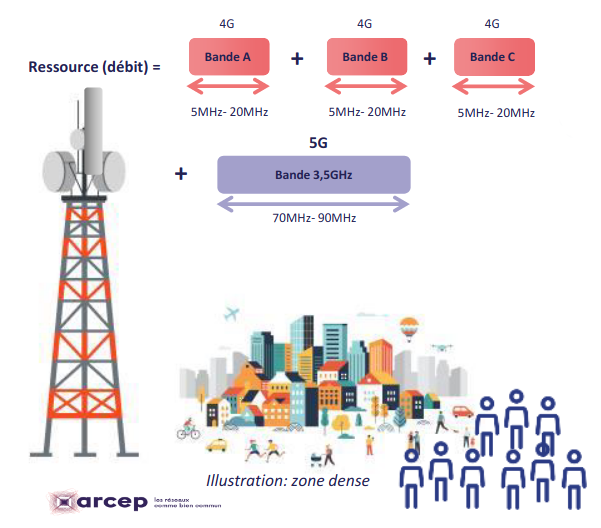 4G 4G 4G
Ressource (débit) = Bande A + Bande B + Bande C
5MHz- 20MHz 5MHz- 20MHz 5MHz- 20MHz
5G
+ Bande 3,5GHz
70MHz- 90MHz
Illustration: zone dense
arcep les réseaux
comme bien commun